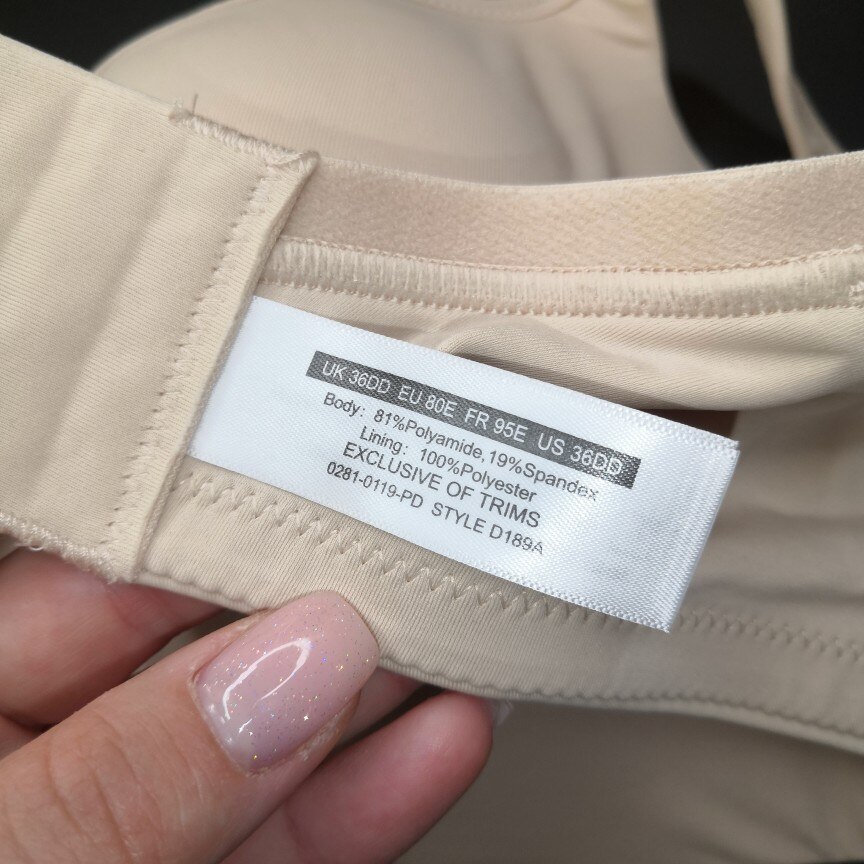 UK 36DD EU 80E FR 95E US 36DD
Body: 81%Polyamide,19%Spandex
Lining: 100%Polyester
EXCLUSIVE OF TRIMS
0281-0119-PD STYLE D189A